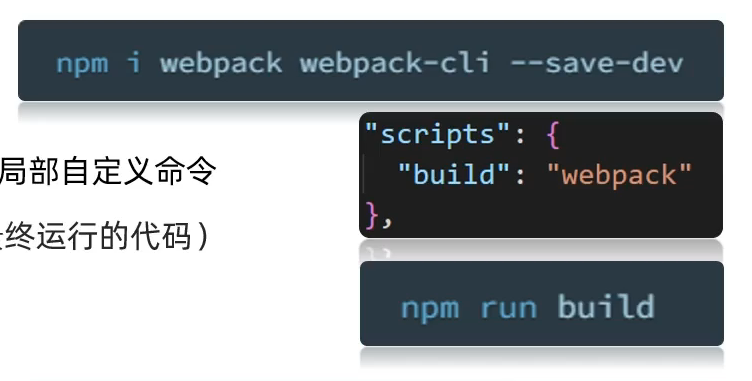 npm i webpack webpack-cli --save-dev
"scripts": {
局部自定义命令
"build": "webpack"
},
终运行的代码）
npm run build